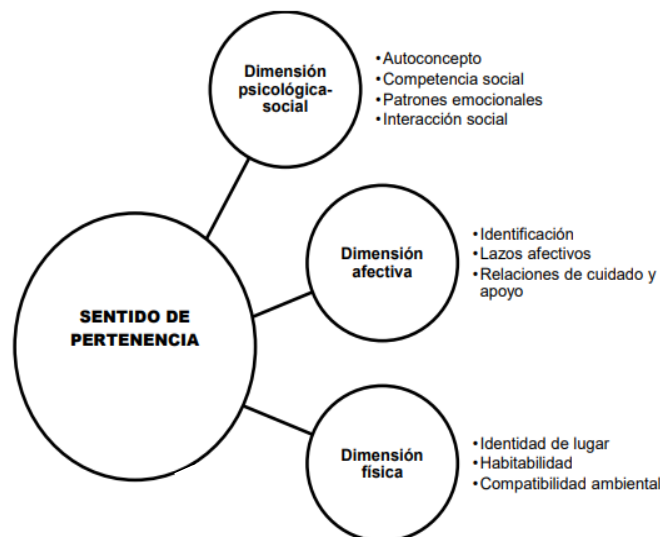 Dimensión
psicológica-
social
•Autoconcepto
•Competencia social
•Patrones emocionales
•Interacción social
SENTIDO DE
PERTENENCIA
Dimensión
afectiva
•Identificación
•Lazos afectivos
•Relaciones de cuidado y
apoyo
Dimensión
física
•Identidad de lugar
•Habitabilidad
•Compatibilidad ambiental